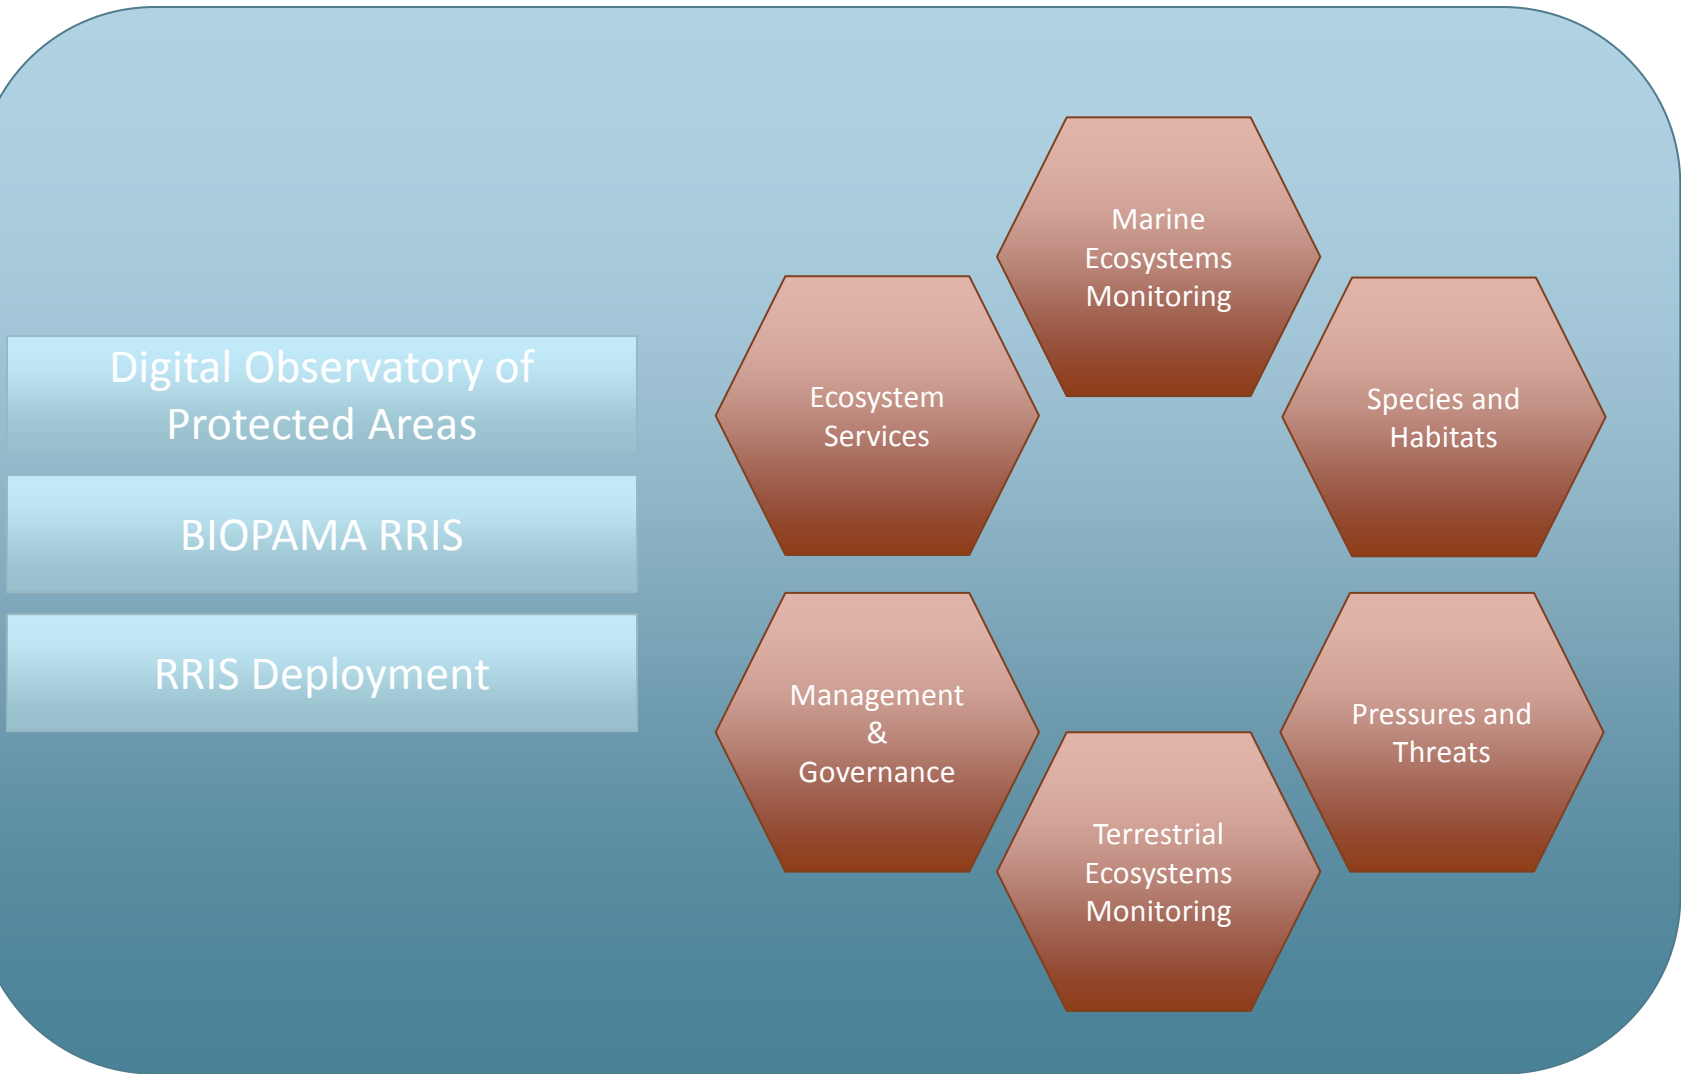 Digital Observatory of
Protected Areas
BIOPAMA RRIS
RRIS Deployment
Marine
Ecosystems
Monitoring
Ecosystem
Services
Species and
Habitats
Management
&
Governance
Pressures and
Threats
Terrestrial
Ecosystems
Monitoring